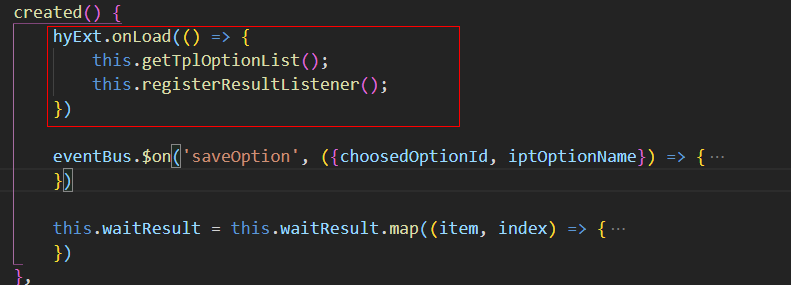 created() {
hyExt.onLoad(() => {
this.getTplOptionList();
this.registerResultListener();
})
eventBus.$on('saveOption', ({choosedOptionId, iptOptionName}) => {…
})
this.waitResult = this.waitResult.map((item, index) => {…
})
},